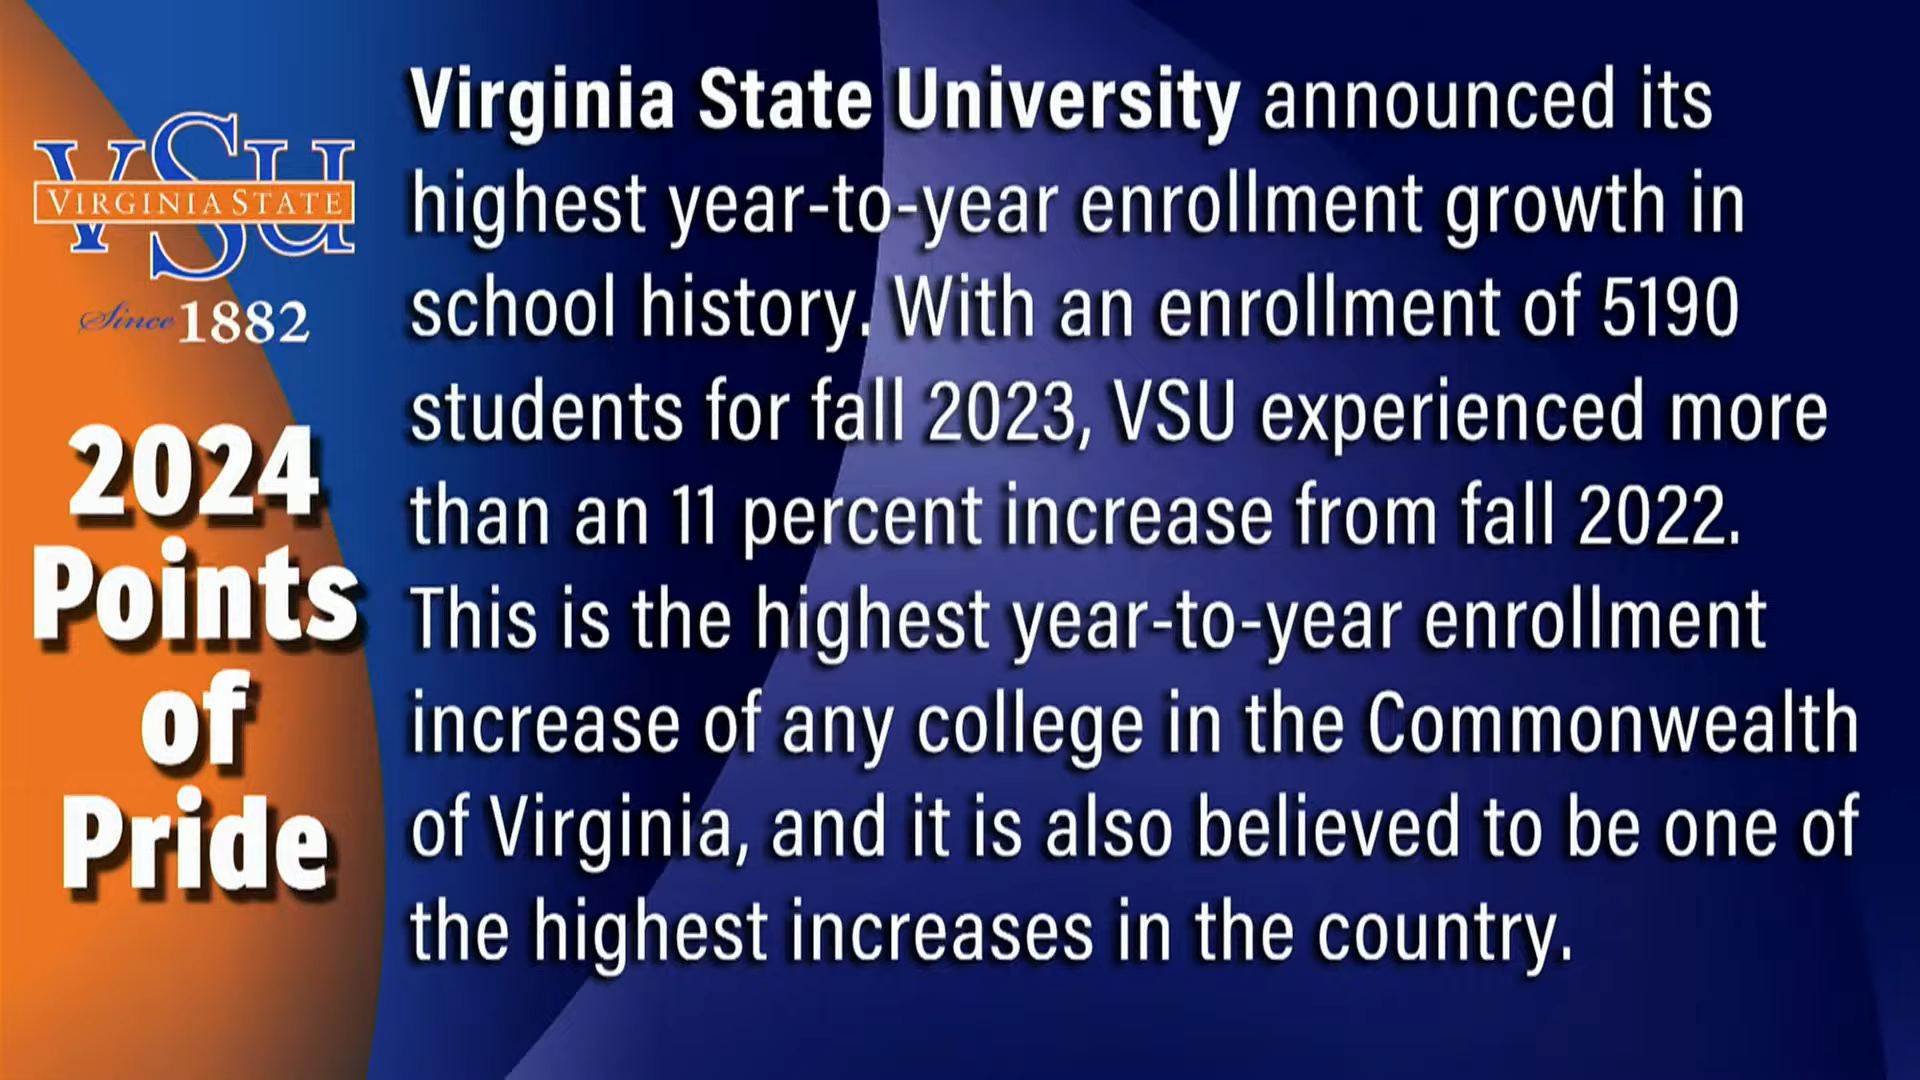 VSU
VIRGINIA STATE
Since 1882
2024
Points
of
Pride
Virginia State University announced its
highest year-to-year enrollment growth in
school history. With an enrollment of 5190
students for fall 2023, VSU experienced more
than an 11 percent increase from fall 2022.
This is the highest year-to-year enrollment
increase of any college in the Commonwealth
of Virginia, and it is also believed to be one of
the highest increases in the country.